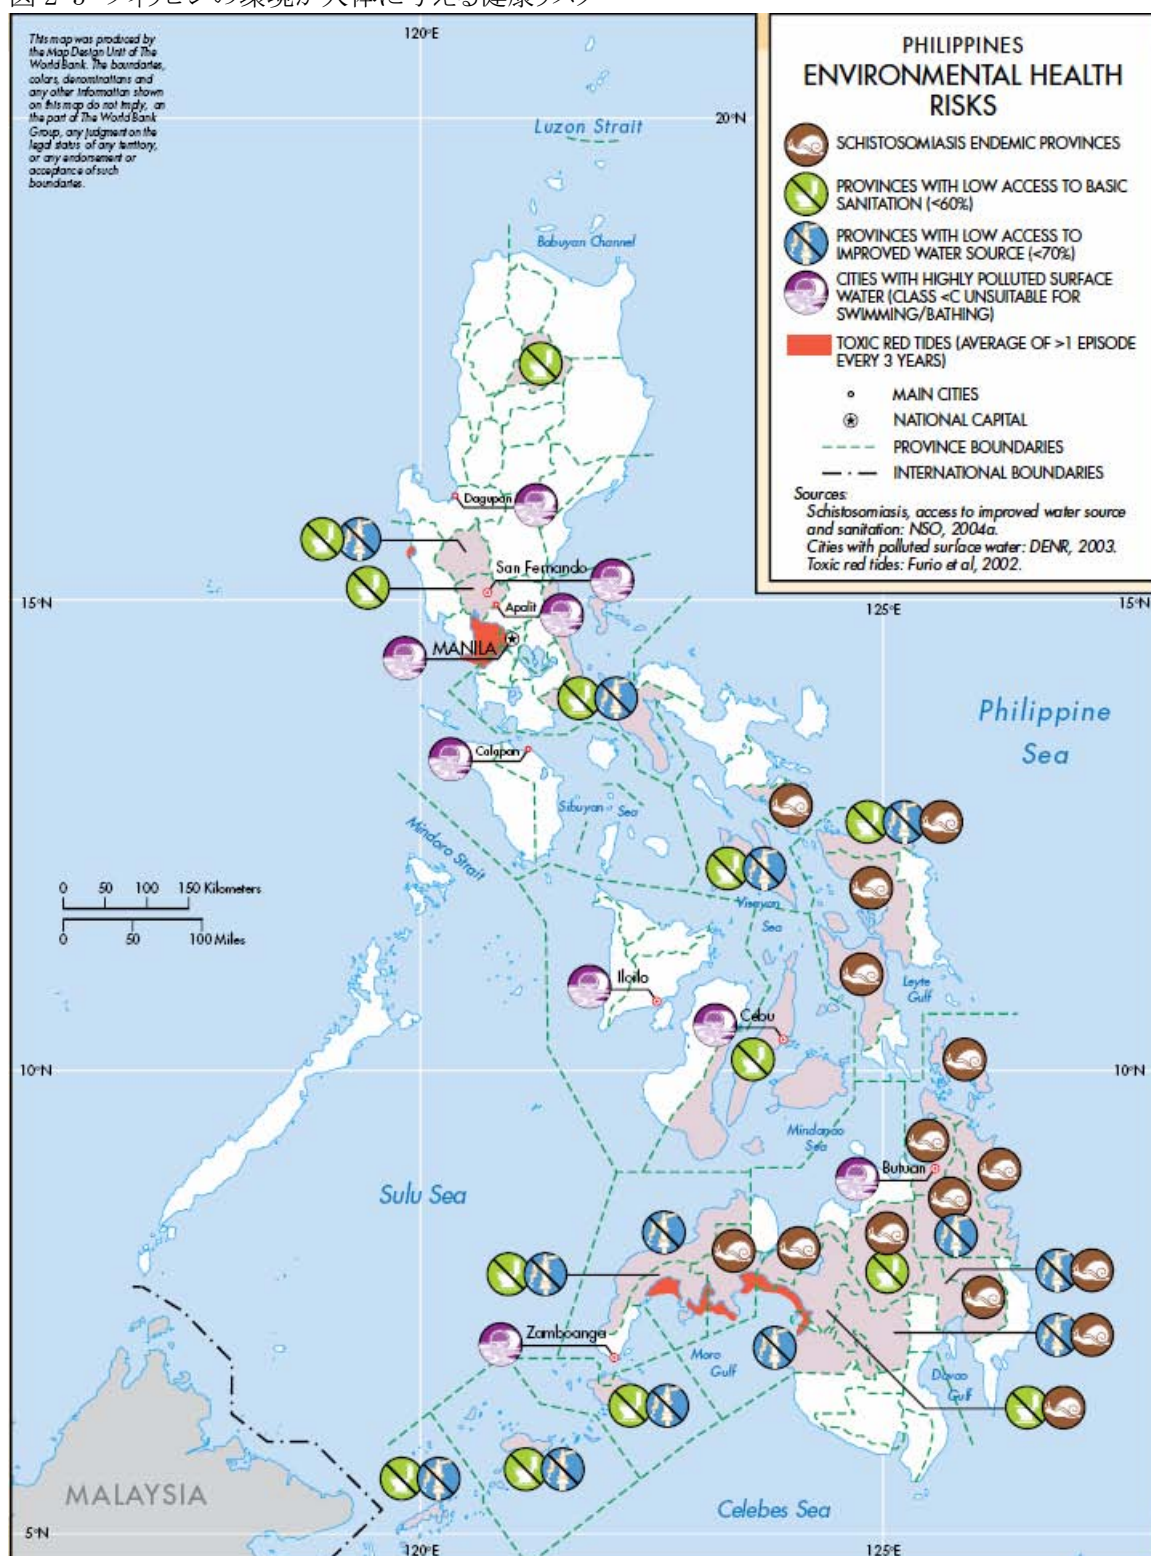 This map was produced by
the Map Design Unit of The
World Bank. The boundaries,
colors, denominations and
any other information shown
on this map do not imply, on
the part of The World Bank
Group, any judgment on the
legal status of any territory,
or any endorsement or
acceptance of such
boundaries.
120°E
PHILIPPINES
ENVIRONMENTAL HEALTH
RISKS
SCHISTOSOMIASIS ENDEMIC PROVINCES
PROVINCES WITH LOW ACCESS TO BASIC
SANITATION (<60%)
PROVINCES WITH LOW ACCESS TO
IMPROVED WATER SOURCE (<70%)
CITIES WITH HIGHLY POLLUTED SURFACE
WATER (CLASS <C UNSUITABLE FOR
SWIMMING/BATHING)
TOXIC RED TIDES (AVERAGE OF >1 EPISODE
EVERY 3 YEARS)
MAIN CITIES
NATIONAL CAPITAL
PROVINCE BOUNDARIES
INTERNATIONAL BOUNDARIES
Sources:
Schistosomiasis, access to improved water source
and sanitation: NSO, 2004a.
Cities with polluted surface water: DENR, 2003.
Toxic red tides: Furio et al, 2002.
20°N
Luzon Strait
Babuyan Channel
Dagupan
San Fernando
15°N
125°E
15°N
Apalit
MANILA
Philippine
Sea
Calapan
Sibuyan Sea
Mindoro Strait
0 50 100 150 Kilometers
0 50 100 Miles
Visayan
Sea
Iloilo
Leyte
Gulf
Cebu
10°N
10°N
Mindanao
Sea
Butuan
Sulu Sea
Zamboanga
Moro
Gulf
Davao
Gulf
MALAYSIA
Celebes Sea
5°N
120°E
125°E